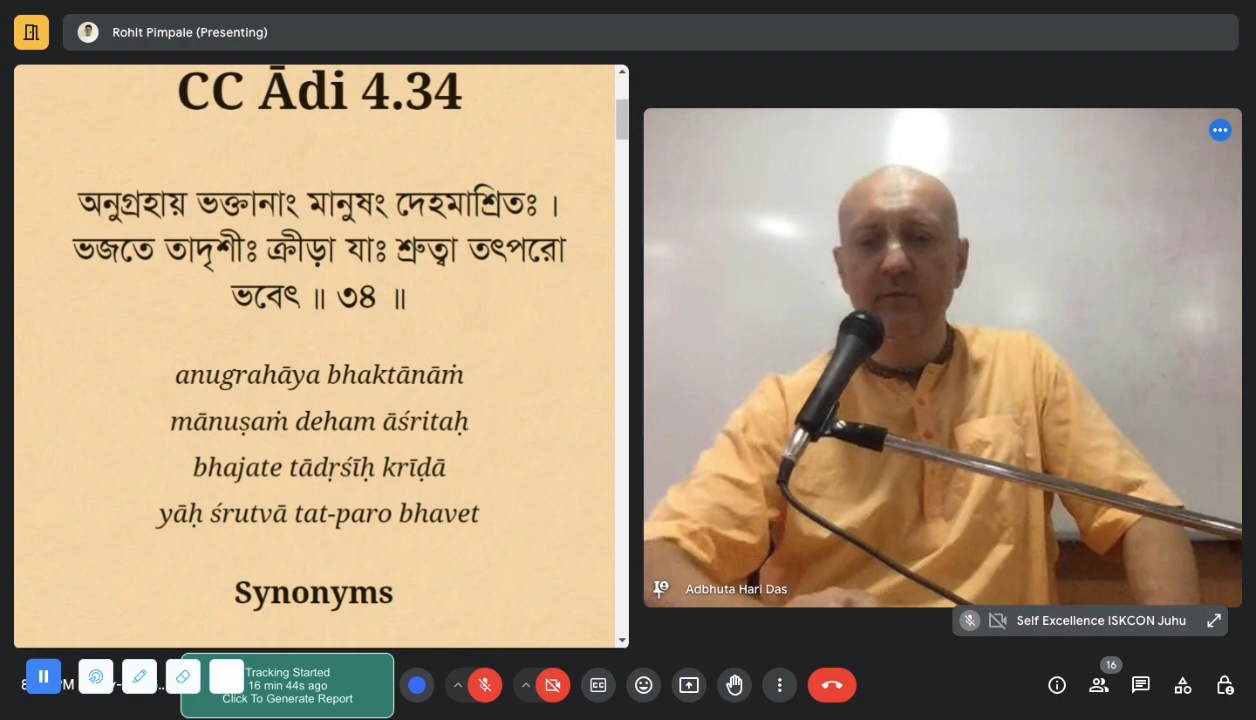 Rohit Pimpale (Presenting)
CC Ādi 4.34
অনুগ্রহায় ভক্তানাং মানুষং দেহমাশ্রিতঃ ।
ভজতে তাদৃশীঃ ক্রীড়া যাঃ শ্রুত্বা তৎপরো
ভবেৎ ॥ ৩৪ ॥
anugrahāya bhaktānāṁ
mānuṣaṁ deham āśritaḥ
bhajate tādṛśīḥ krīḍā
yāḥ śrutvā tat-paro bhavet
Synonyms
Adbhuta Hari Das
Self Excellence ISKCON Juhu
Tracking Started
16 min 44s ago
Click To Generate Report
16